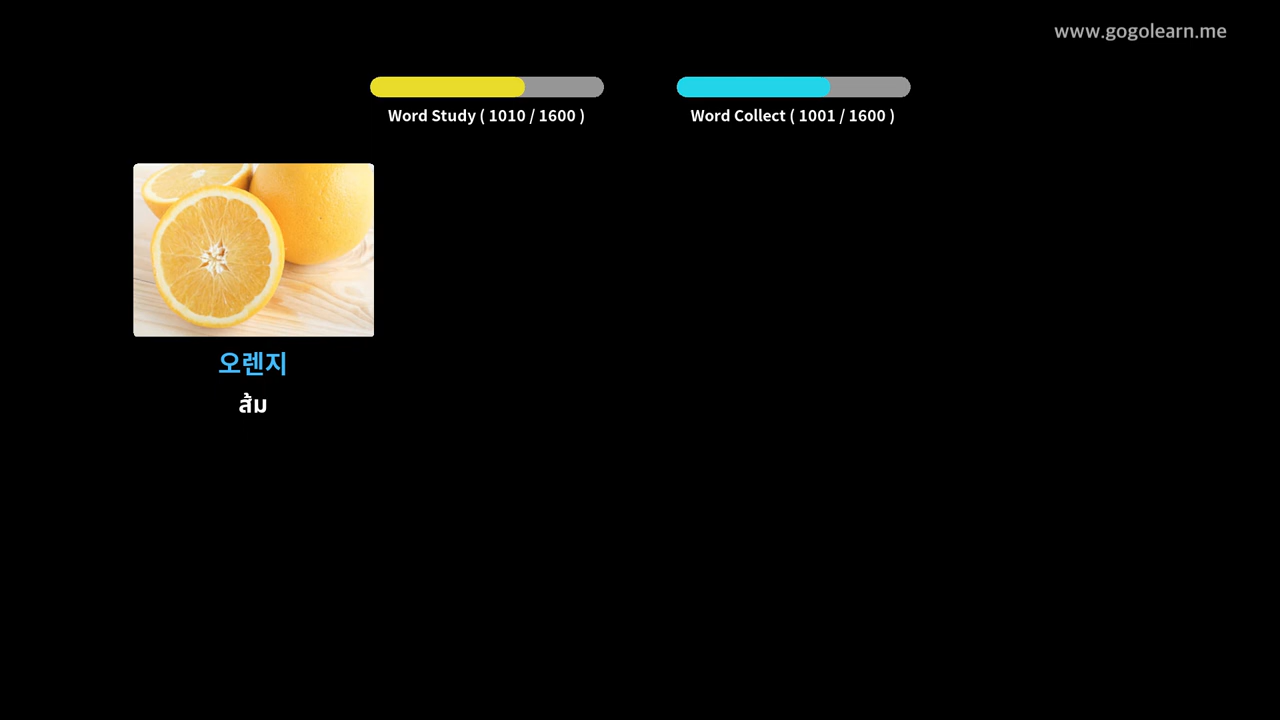 www.gogolearn.me
Word Study ( 1010 / 1600 )
Word Collect ( 1001 / 1600 )
오렌지
ส้ม